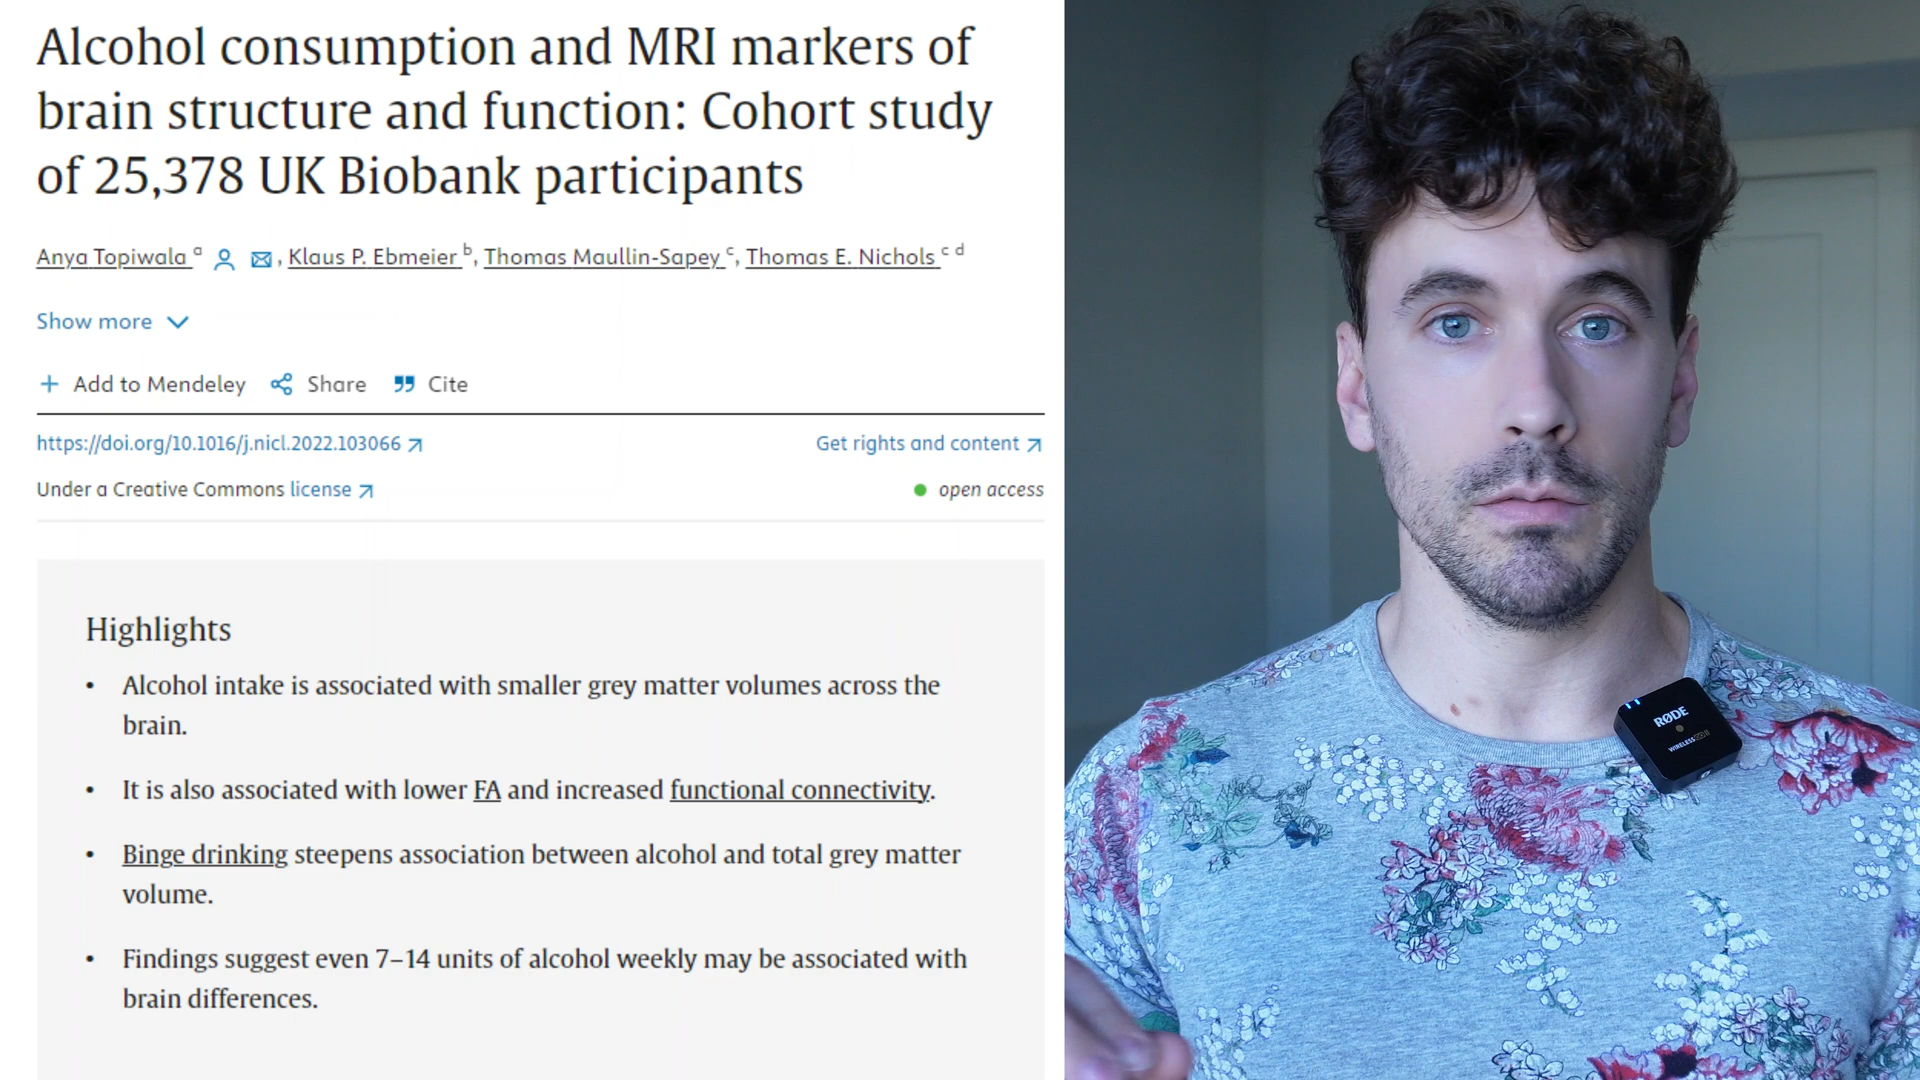 Alcohol consumption and MRI markers of
brain structure and function: Cohort study
of 25,378 UK Biobank participants
Anya Topiwala a , Klaus P. Ebmeier b, Thomas Maullin-Sapey c, Thomas E. Nichols c d
Show more
+ Add to Mendeley Share Cite
https://doi.org/10.1016/j.nicl.2022.103066 Get rights and content
Under a Creative Commons license open access
Highlights
• Alcohol intake is associated with smaller grey matter volumes across the
brain.
• It is also associated with lower FA and increased functional connectivity.
• Binge drinking steepens association between alcohol and total grey matter
volume.
• Findings suggest even 7–14 units of alcohol weekly may be associated with
brain differences.
RØDE
WIRELESS GO II